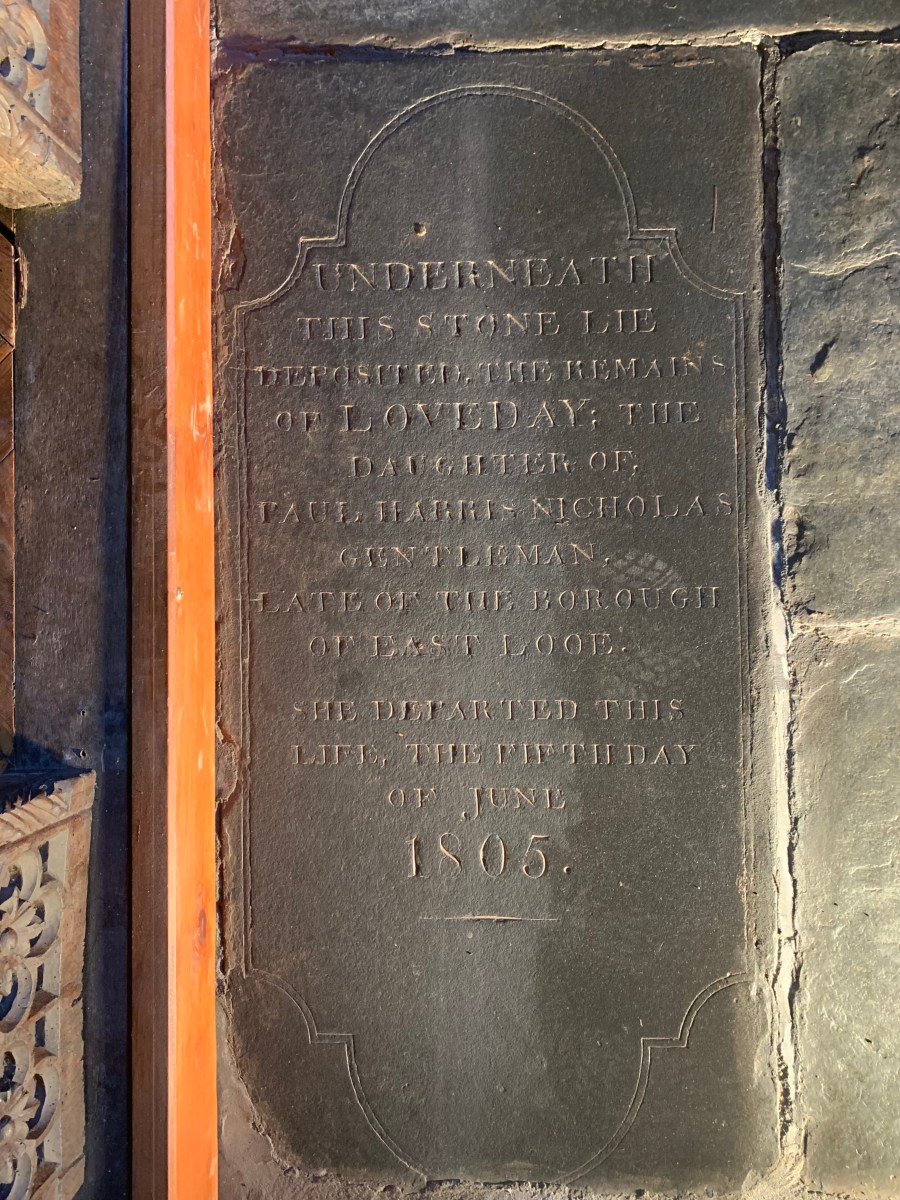 UNDERNEATH
THIS STONE LIE
DEPOSITED, THE REMAINS
OF LOVEDAY; THE
DAUGHTER OF,
PAUL HARRIS NICHOLAS
GENTLEMAN,
LATE OF THE BOROUGH
OF EAST LOOE.
SHE DEPARTED THIS
LIFE, THE FIFTH DAY
OF JUNE
1805.